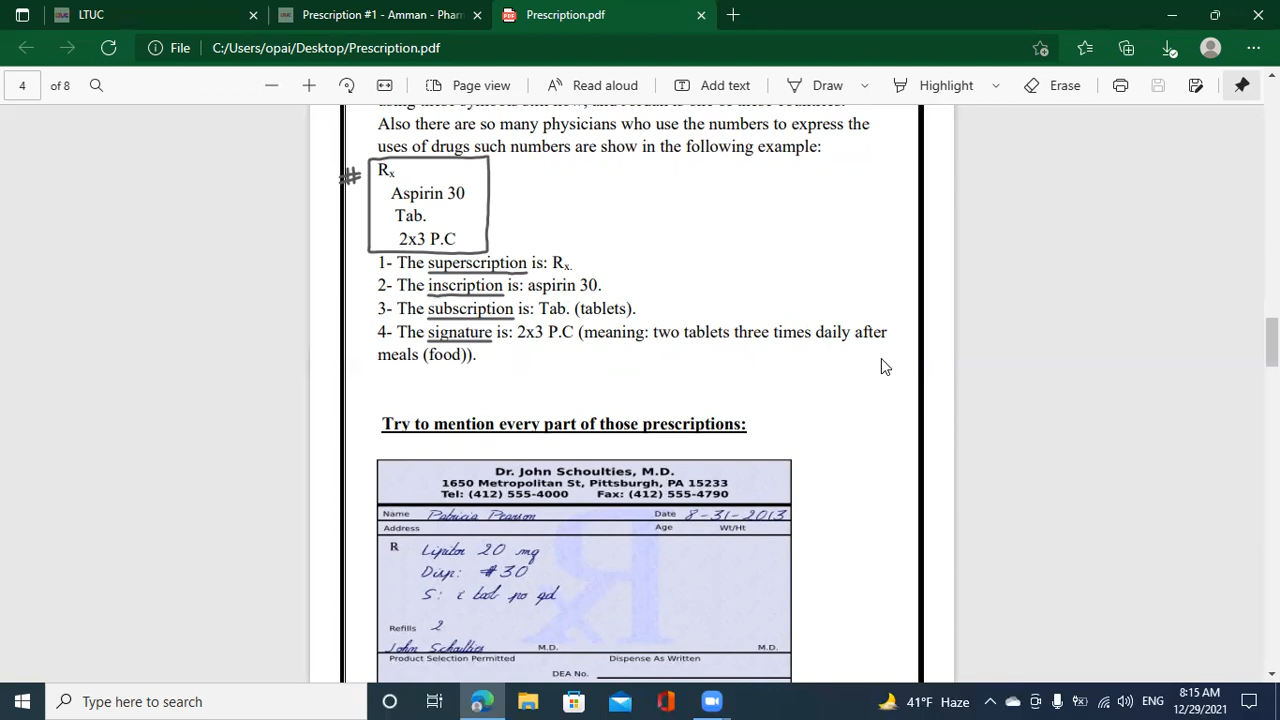 LTUC
Prescription #1 - Amman - Pharm
Prescription.pdf
File
C:/Users/opai/Desktop/Prescription.pdf
4 of 8
Page view
Read aloud
Add text
Draw
Highlight
Erase
Also there are so many physicians who use the numbers to express the
uses of drugs such numbers are show in the following example:
#
Rx
Aspirin 30
Tab.
2x3 P.C
1- The superscription is: Rx.
2- The inscription is: aspirin 30.
3- The subscription is: Tab. (tablets).
4- The signature is: 2x3 P.C (meaning: two tablets three times daily after
meals (food)).
Try to mention every part of those prescriptions:
Dr. John Schoulties, M.D.
1650 Metropolitan St, Pittsburgh, PA 15233
Tel: (412) 555-4000 Fax: (412) 555-4790
Name Patricia Pearson Date 8-31-2013
Address Age Wt/Ht
R Lipitor 20 mg
Disp: #30
S: i tab po qd
Refills 2
John Schoulties M.D. M.D.
Product Selection Permitted Dispense As Written
DEA No.
Type here to search
41°F Haze
ENG
8:15 AM
12/29/2021